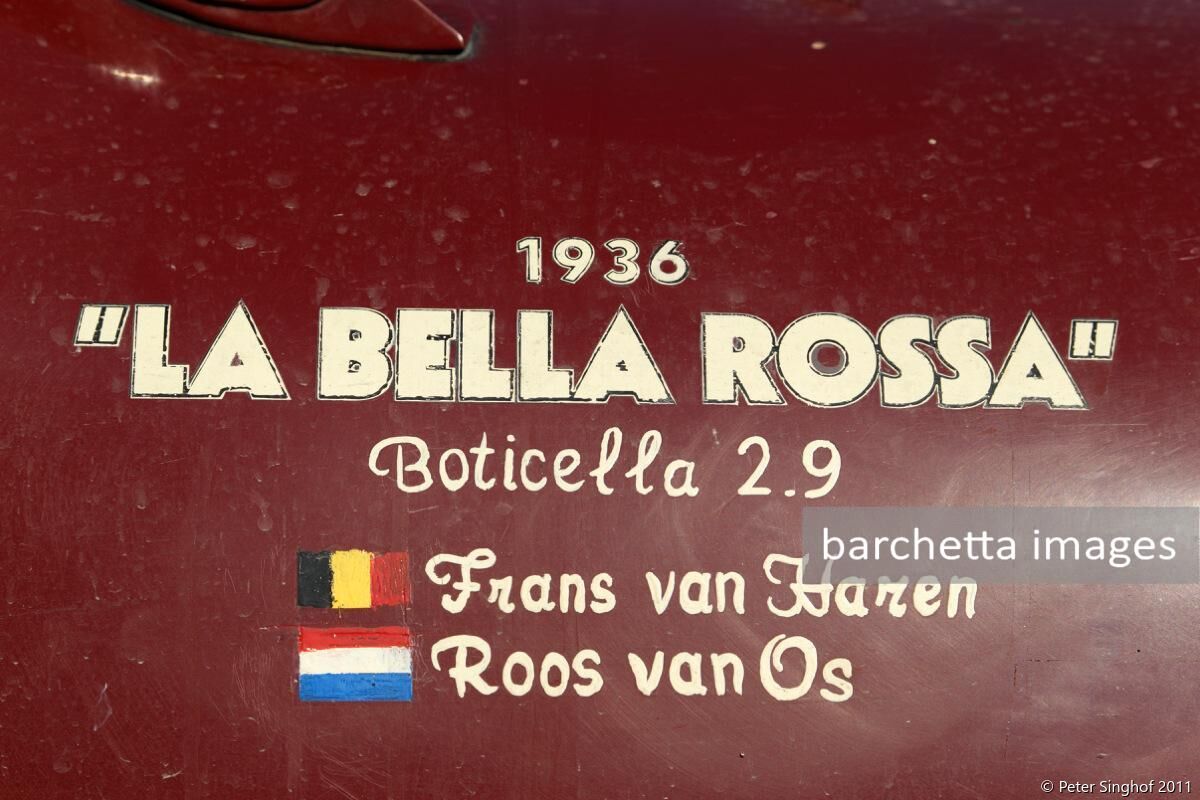 1936
"LA BELLA ROSSA"
Boticella 2.9
barchetta images
Frans van Haren
Roos van Os
© Peter Singhof 2011